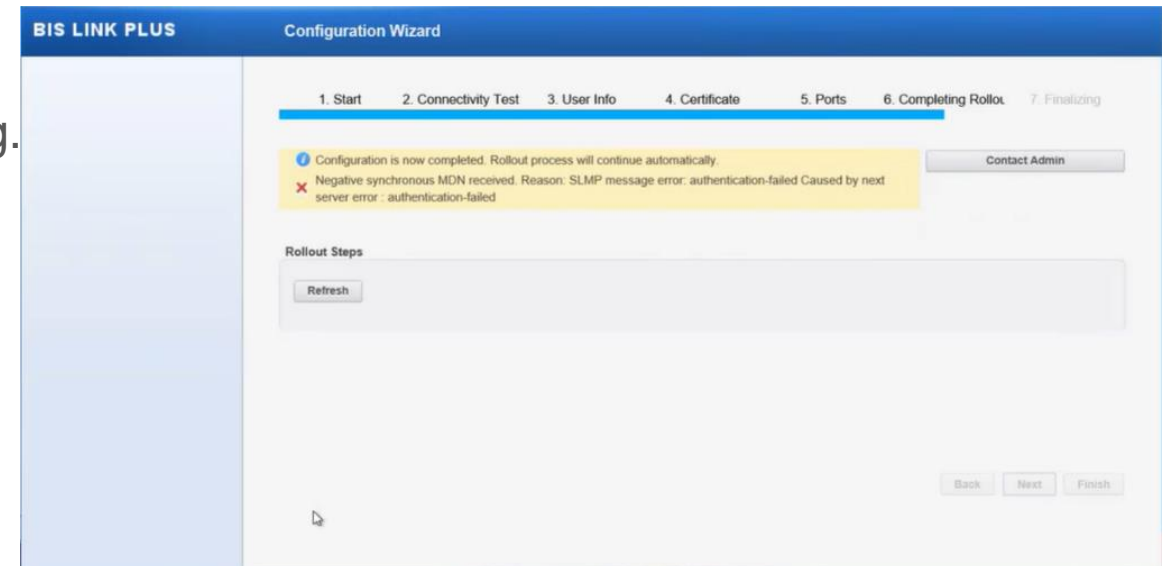 BIS LINK PLUS
Configuration Wizard
1. Start 2. Connectivity Test 3. User Info 4. Certificate 5. Ports 6. Completing Rollou 7. Finalizing
g.
Configuration is now completed. Rollout process will continue automatically.
Contact Admin
Negative synchronous MDN received. Reason: SLMP message error: authentication-failed Caused by next
server error : authentication-failed
Rollout Steps
Refresh
Back Next Finish